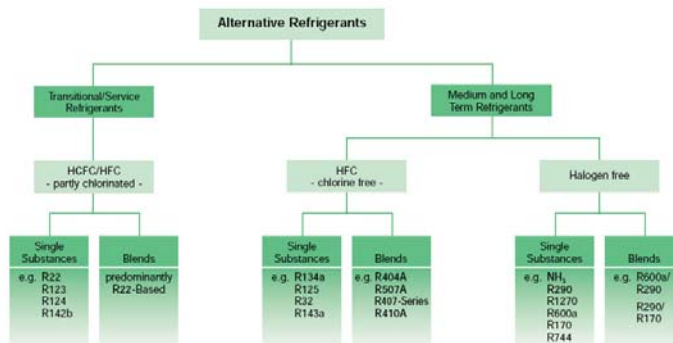 Alternative Refrigerants
Transitional/Service
Refrigerants
Medium and Long
Term Refrigerants
HCFC/HFC
- partly chlorinated -
HFC
- chlorine free -
Halogen free
Single
Substances
e.g. R22
R123
R124
R142b
Blends
predominantly
R22-Based
Single
Substances
e.g. R134a
R125
R32
R143a
Blends
e.g. R404A
R507A
R407-Series
R410A
Single
Substances
e.g. NH₃
R290
R1270
R600a
R170
R744
Blends
e.g. R600a/
R290
R290/
R170